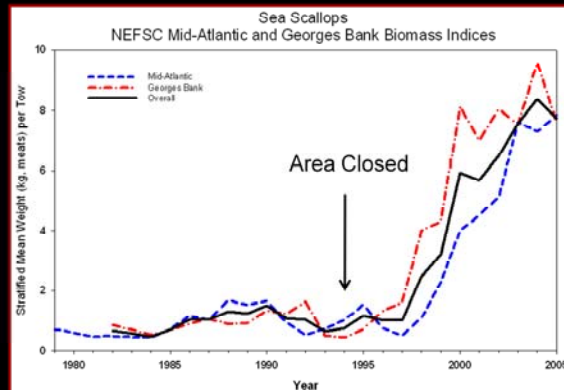 Sea Scallops
NEFSC Mid-Atlantic and Georges Bank Biomass Indices
Stratified Mean Weight (kg, meats) per Tow
10
8
6
4
2
0
Mid-Atlantic
Georges Bank
Overall
Area Closed
1980 1985 1990 1995 2000 2005
Year